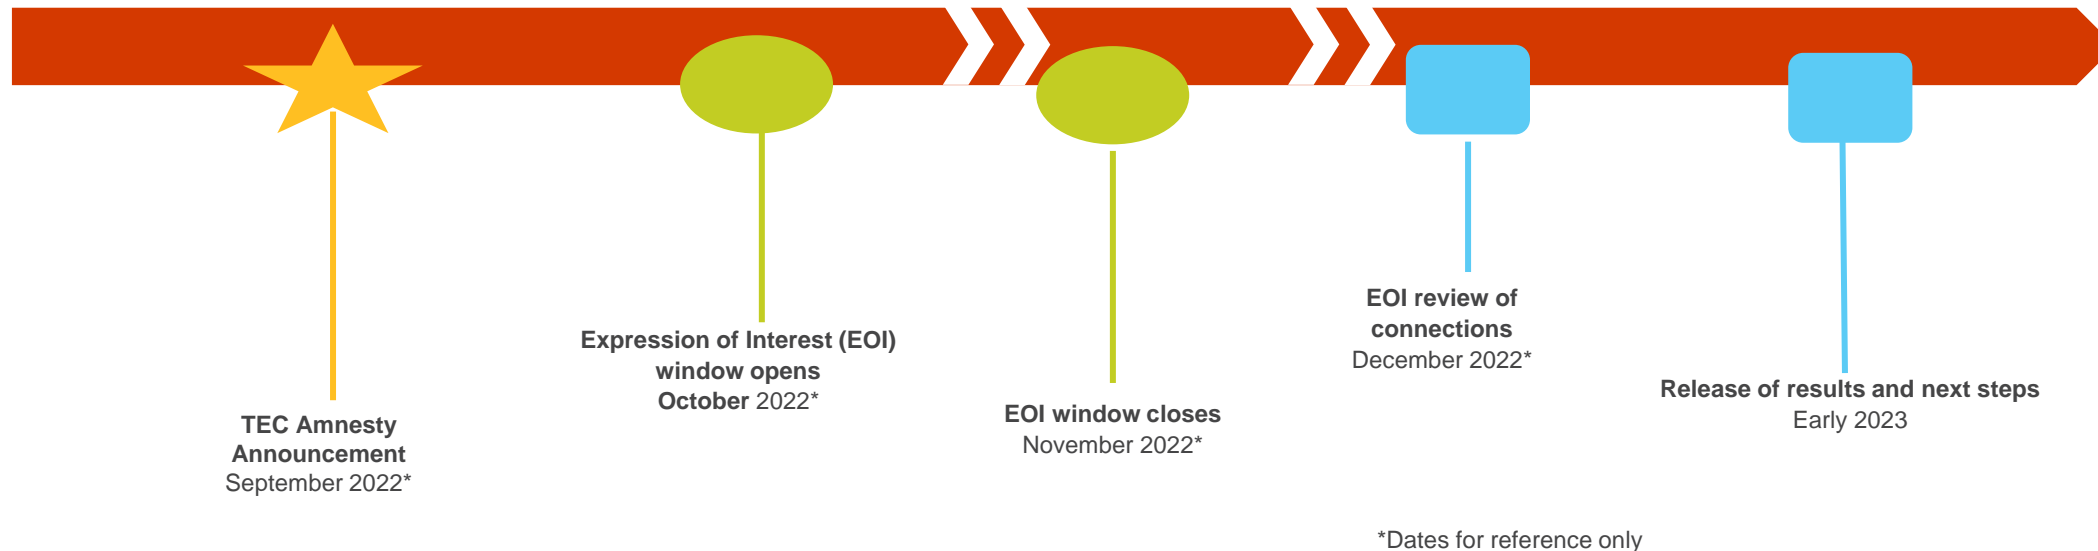 TEC Amnesty
Announcement
September 2022*
Expression of Interest (EOI)
window opens
October 2022*
EOI window closes
November 2022*
EOI review of
connections
December 2022*
Release of results and next steps
Early 2023
*Dates for reference only